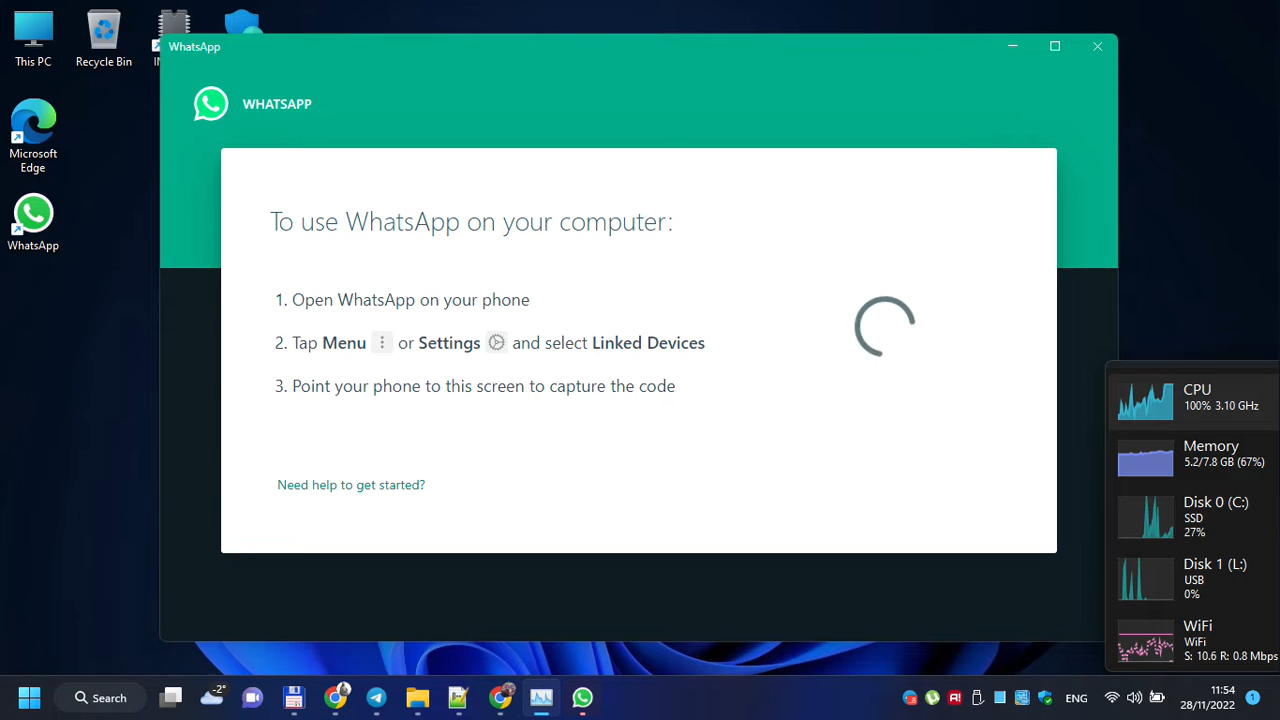 This PC
Recycle Bin
Microsoft
Edge
WhatsApp
WhatsApp
WHATSAPP
To use WhatsApp on your computer:
1. Open WhatsApp on your phone
2. Tap Menu or Settings and select Linked Devices
3. Point your phone to this screen to capture the code
Need help to get started?
CPU
100% 3.10 GHz
Memory
5.2/7.8 GB (67%)
Disk 0 (C:)
SSD
27%
Disk 1 (L:)
USB
0%
WiFi
WiFi
S: 10.6 R: 0.8 Mbps
Search
-2°
ENG
11:54
28/11/2022
1